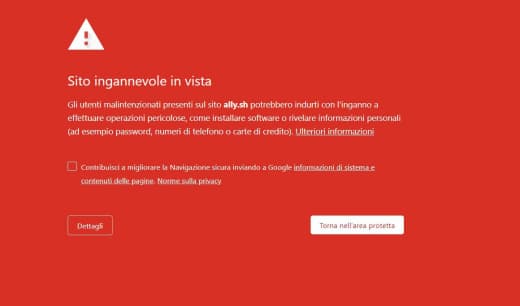 Sito ingannevole in vista
Gli utenti malintenzionati presenti sul sito ally.sh potrebbero indurti con l'inganno a
effettuare operazioni pericolose, come installare software o rivelare informazioni personali
(ad esempio password, numeri di telefono o carte di credito). Ulteriori informazioni
Contribuisci a migliorare la Navigazione sicura inviando a Google informazioni di sistema e
contenuti delle pagine. Norme sulla privacy
Dettagli
Torna nell'area prosetta